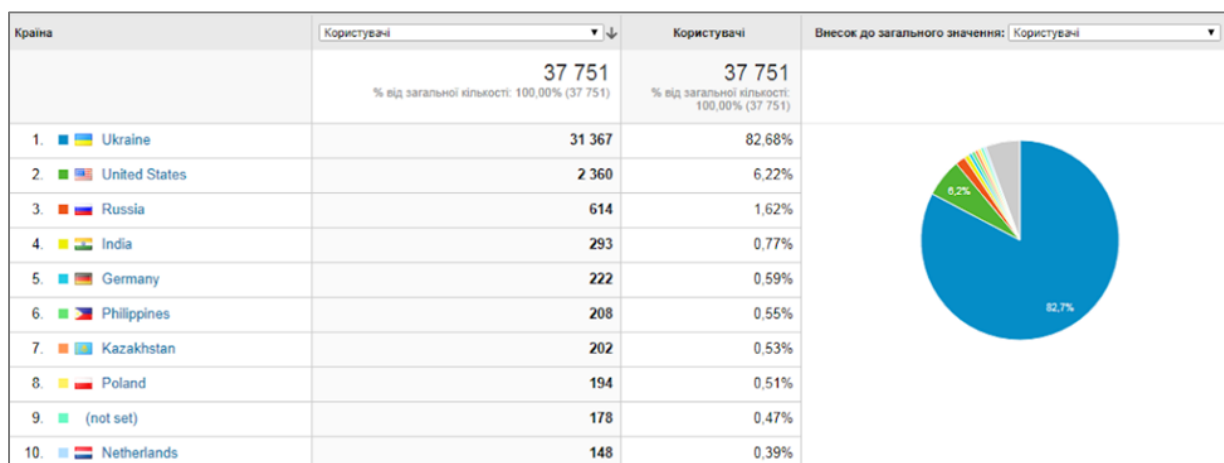 Країна Користувачі Користувачі Внесок до загального значення: Користувачі
37 751 37 751
% від загальної кількості: 100,00% (37 751) % від загальної кількості:
100,00% (37 751)
1. Ukraine 31 367 82,68%
2. United States 2 360 6,22%
3. Russia 614 1,62%
4. India 293 0,77%
5. Germany 222 0,59%
6. Philippines 208 0,55%
7. Kazakhstan 202 0,53%
8. Poland 194 0,51%
9. (not set) 178 0,47%
10. Netherlands 148 0,39%
6,2%
82,7%